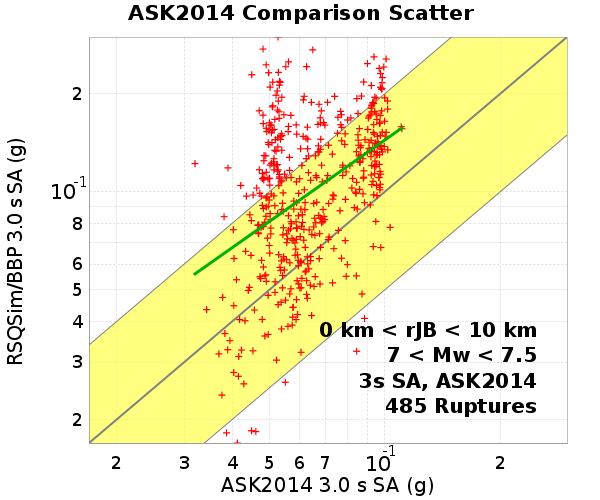 ASK2014 Comparison Scatter
RSQSim/BBP 3.0 s SA (g)
2
10-1
8
6
5
4
3
2
0 km < rJB < 10 km
7 < Mw < 7.5
3s SA, ASK2014
485 Ruptures
2 3 4 5 6 7 10-1 2
ASK2014 3.0 s SA (g)